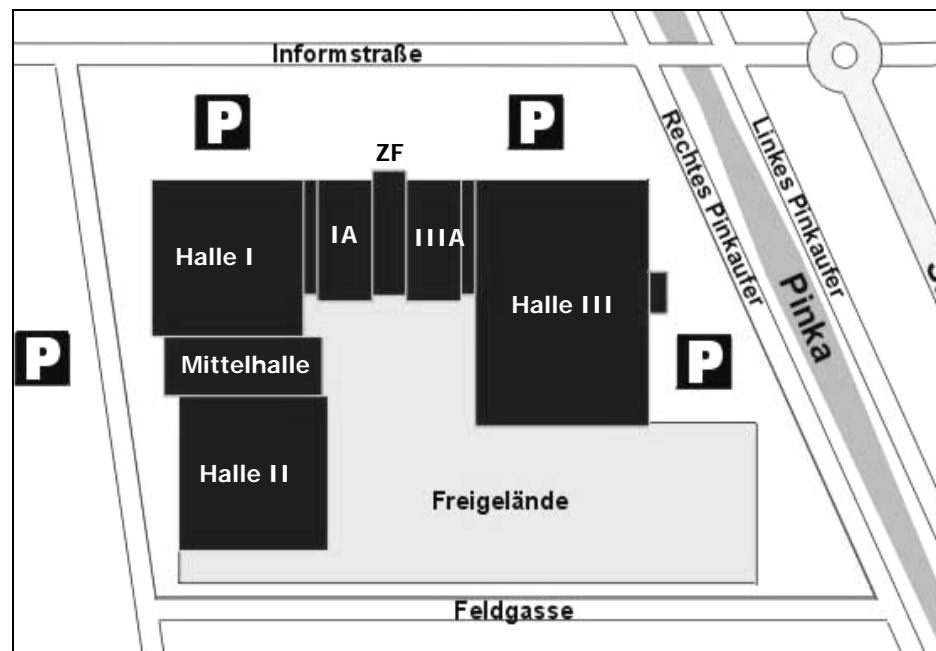 Informstraße
P
P
ZF
Rechtes Pinkaufer
Linkes Pinkaufer
Halle I
IA
IIIA
Halle III
Pinka
P
Mittelhalle
P
Halle II
Freigelände
Feldgasse